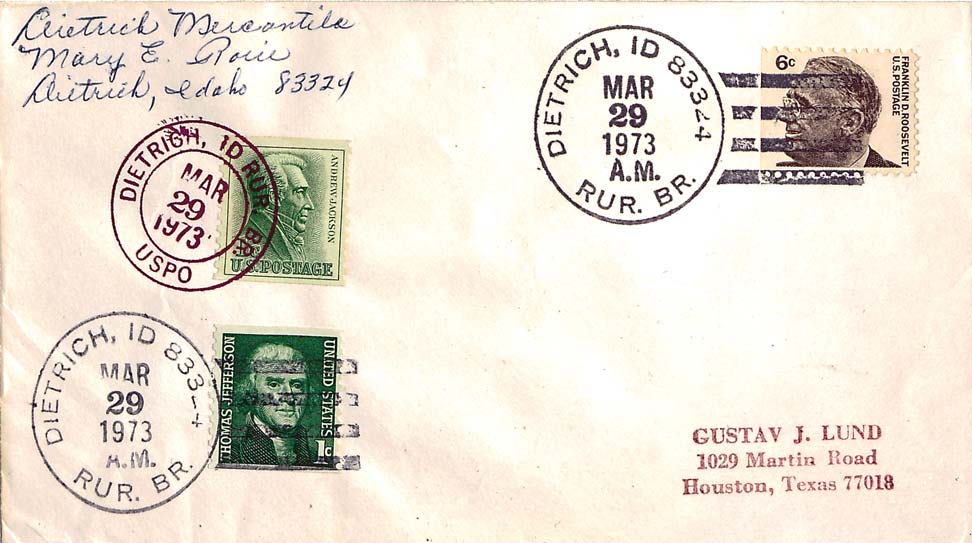 Dietrich Mercantile
Mary E.
Dietrich, Idaho 83324
DIETRICH, ID 83324
MAR
29
1973
A.M.
RUR. BR.
6c
FRANKLIN D. ROOSEVELT
U.S. POSTAGE
DIETRICH, ID RUR. BR.
MAR
29
1973
USPO
ANDREW JACKSON
U.S. POSTAGE
DIETRICH, ID 83324
MAR
29
1973
A.M.
RUR. BR.
THOMAS JEFFERSON
UNITED STATES
1c
GUSTAV J. LUND
1029 Martin Road
Houston, Texas 77018